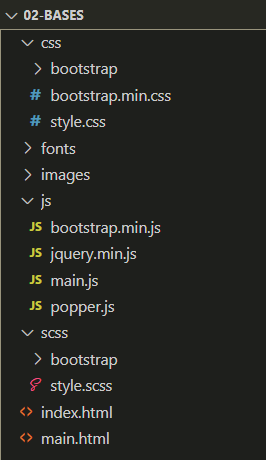 02-BASES
css
bootstrap
# bootstrap.min.css
# style.css
fonts
images
js
JS bootstrap.min.js
JS jquery.min.js
JS main.js
JS popper.js
scss
bootstrap
style.scss
<> index.html
<> main.html